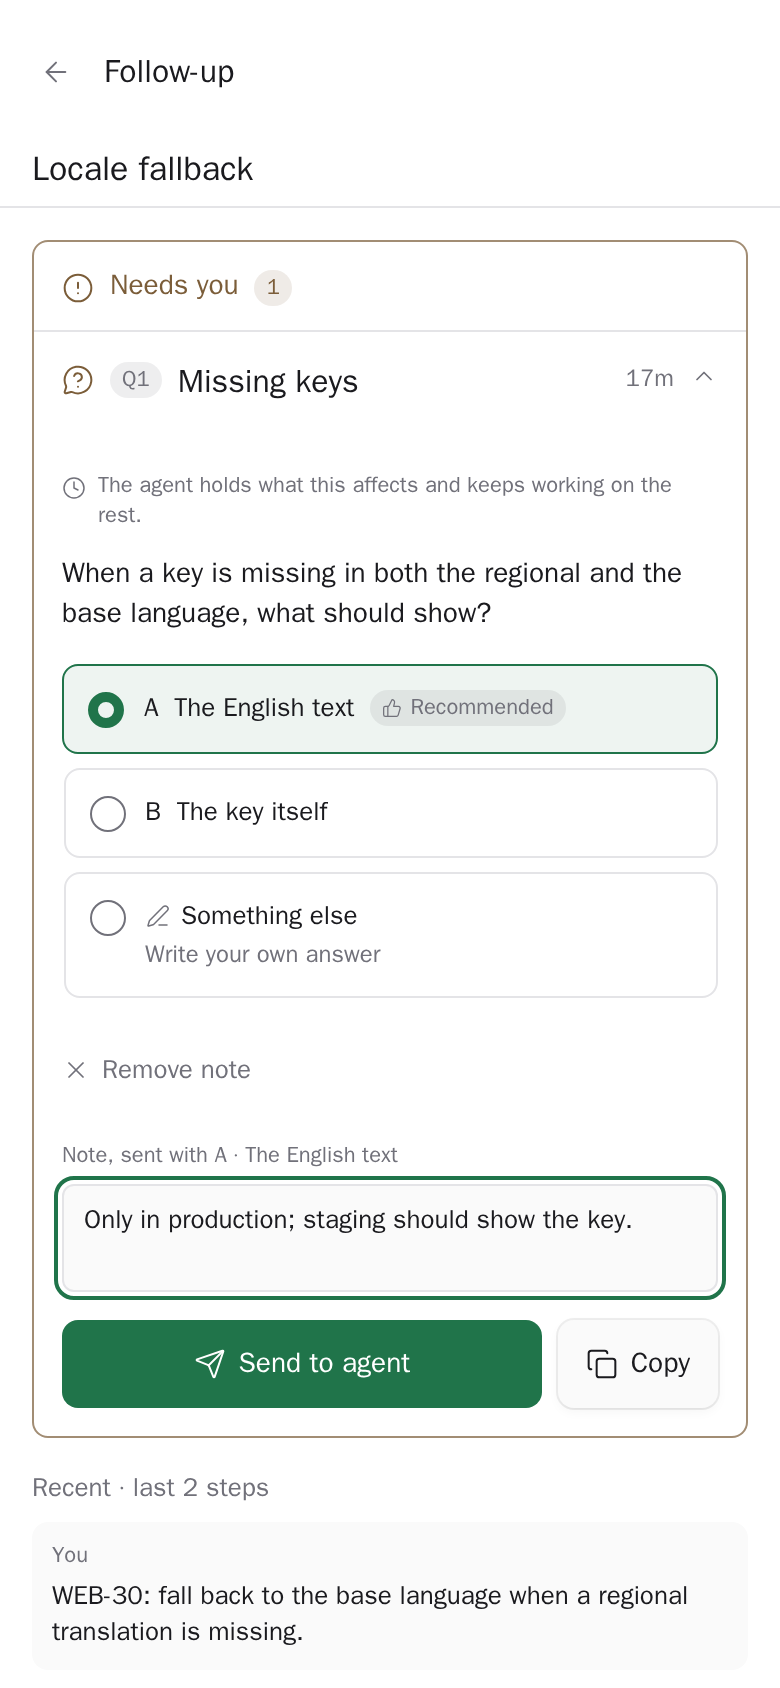 Follow-up
Locale fallback
Needs you 1
Q1 Missing keys 17m
The agent holds what this affects and keeps working on the
rest.
When a key is missing in both the regional and the
base language, what should show?
A The English text Recommended
B The key itself
Something else
Write your own answer
Remove note
Note, sent with A · The English text
Only in production; staging should show the key.
Send to agent Copy
Recent · last 2 steps
You
WEB-30: fall back to the base language when a regional
translation is missing.